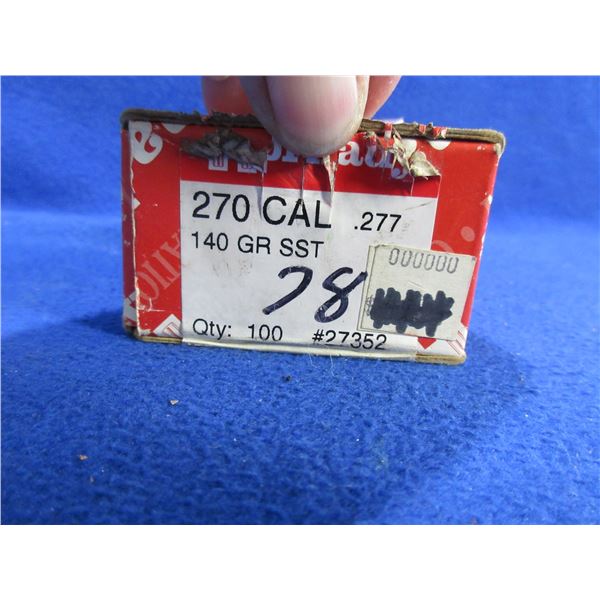 270 CAL .277
140 GR SST
000000
78
Qty: 100 #27352